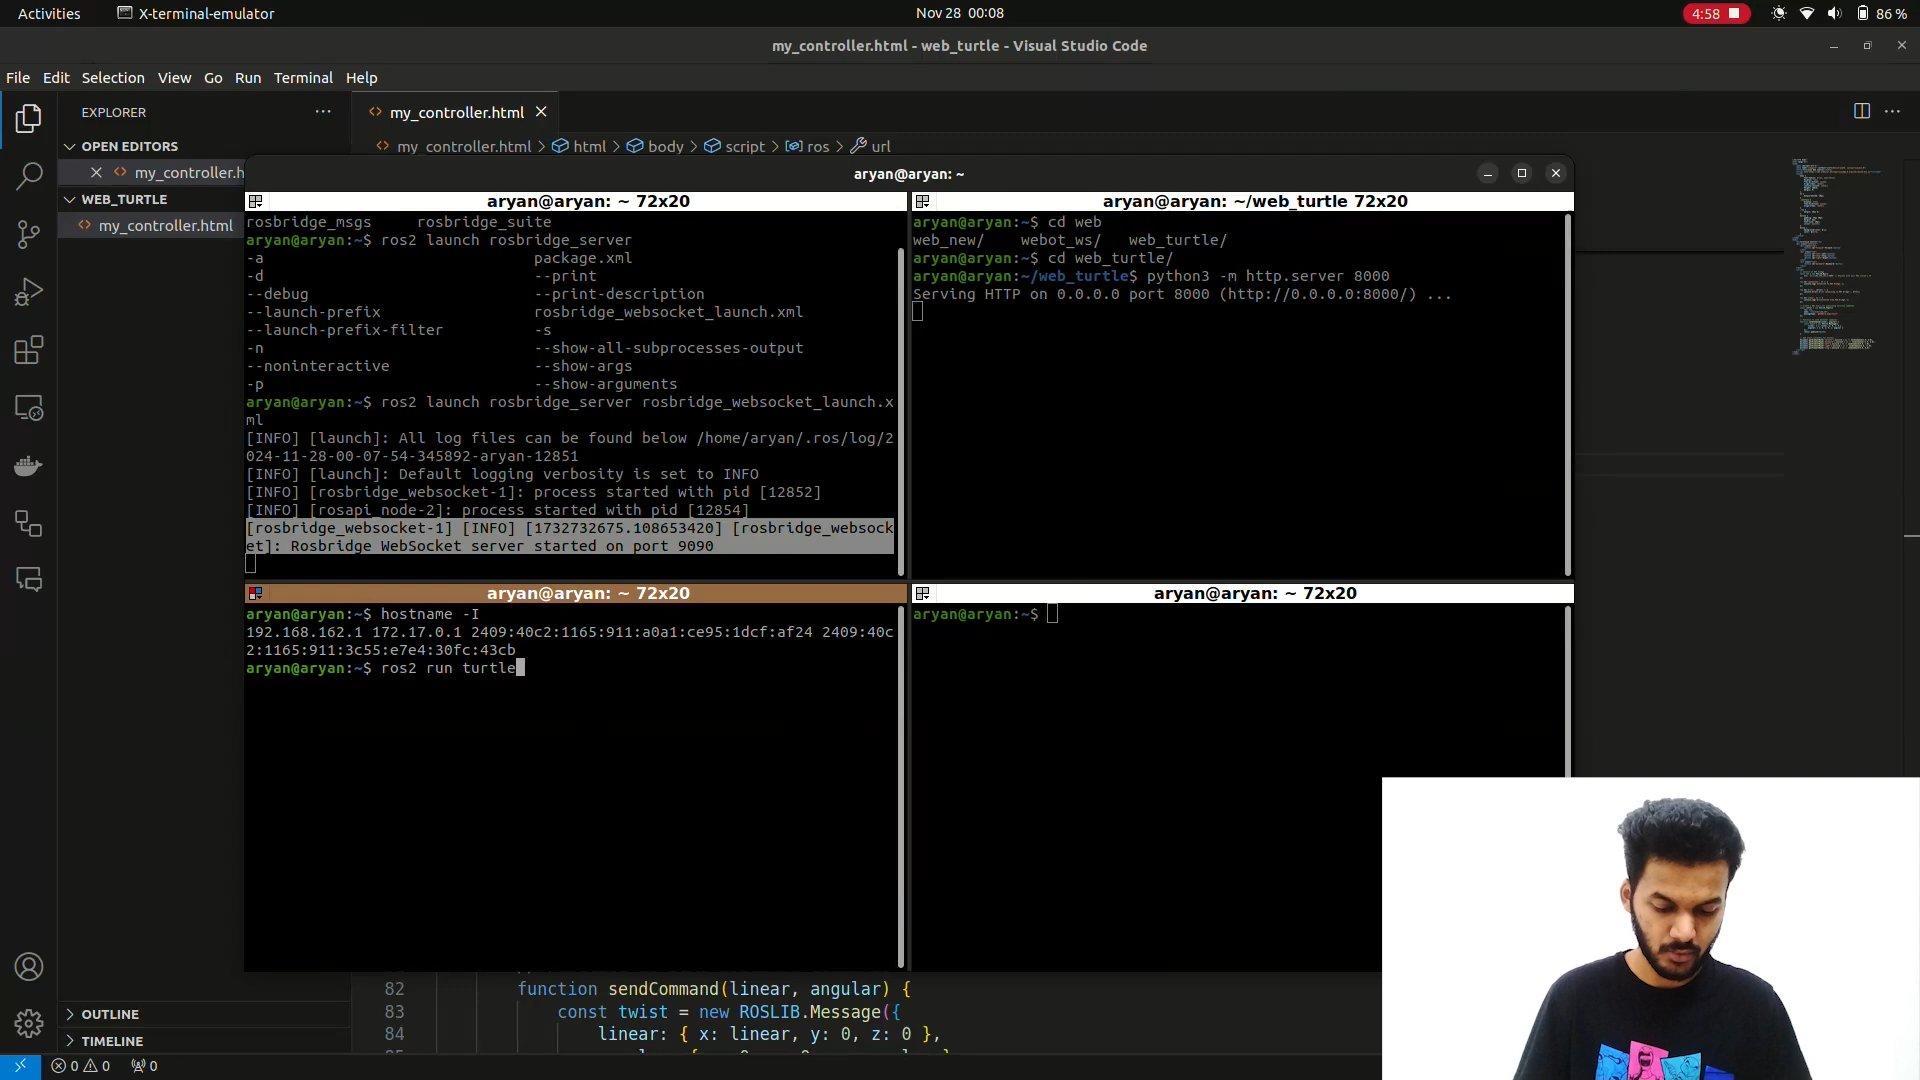 Activities
X-terminal-emulator
Nov 28 00:08
4:58
86 %
my_controller.html - web_turtle - Visual Studio Code
File Edit Selection View Go Run Terminal Help
EXPLORER
my_controller.html
OPEN EDITORS
my_controller.html > html > body > script > ros > url
my_controller.h
WEB_TURTLE
my_controller.html
aryan@aryan: ~
aryan@aryan: ~ 72x20
rosbridge_msgs rosbridge_suite
aryan@aryan:~$ ros2 launch rosbridge_server
-a package.xml
-d --print
--debug --print-description
--launch-prefix rosbridge_websocket_launch.xml
--launch-prefix-filter -s
-n --show-all-subprocesses-output
--noninteractive --show-args
-p --show-arguments
aryan@aryan:~$ ros2 launch rosbridge_server rosbridge_websocket_launch.x
ml
[INFO] [launch]: All log files can be found below /home/aryan/.ros/log/2
024-11-28-00-07-54-345892-aryan-12851
[INFO] [launch]: Default logging verbosity is set to INFO
[INFO] [rosbridge_websocket-1]: process started with pid [12852]
[INFO] [rosapi_node-2]: process started with pid [12854]
[rosbridge_websocket-1] [INFO] [1732732675.108653420] [rosbridge_websock
et]: Rosbridge WebSocket server started on port 9090
aryan@aryan: ~/web_turtle 72x20
aryan@aryan:~$ cd web
web_new/ webot_ws/ web_turtle/
aryan@aryan:~$ cd web_turtle/
aryan@aryan:~/web_turtle$ python3 -m http.server 8000
Serving HTTP on 0.0.0.0 port 8000 (http://0.0.0.0:8000/) ...
aryan@aryan: ~ 72x20
aryan@aryan:~$ hostname -I
192.168.162.1 172.17.0.1 2409:40c2:1165:911:a0a1:ce95:1dcf:af24 2409:40c
2:1165:911:3c55:e7e4:30fc:43cb
aryan@aryan:~$ ros2 run turtle
aryan@aryan: ~ 72x20
aryan@aryan:~$
82 function sendCommand(linear, angular) {
83 const twist = new ROSLIB.Message({
84 linear: { x: linear, y: 0, z: 0 },
OUTLINE
TIMELINE
0 0 0